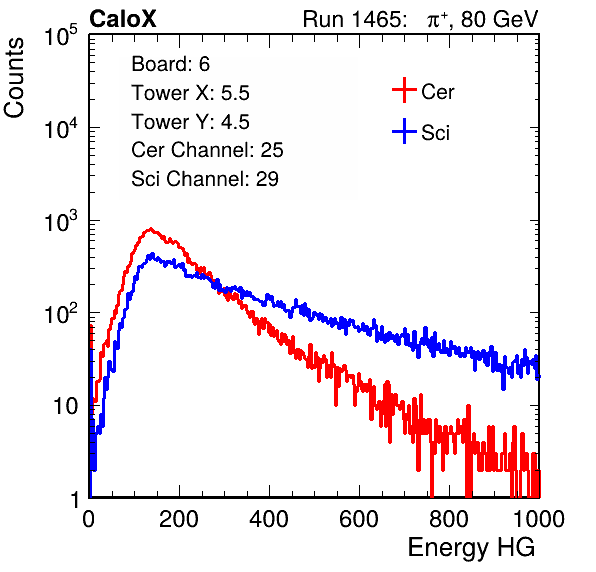 CaloX Run 1465: π⁺, 80 GeV
Counts
10⁵
10⁴
10³
10²
10
1
Board: 6
Tower X: 5.5
Tower Y: 4.5
Cer Channel: 25
Sci Channel: 29
Cer
Sci
0 200 400 600 800 1000
Energy HG